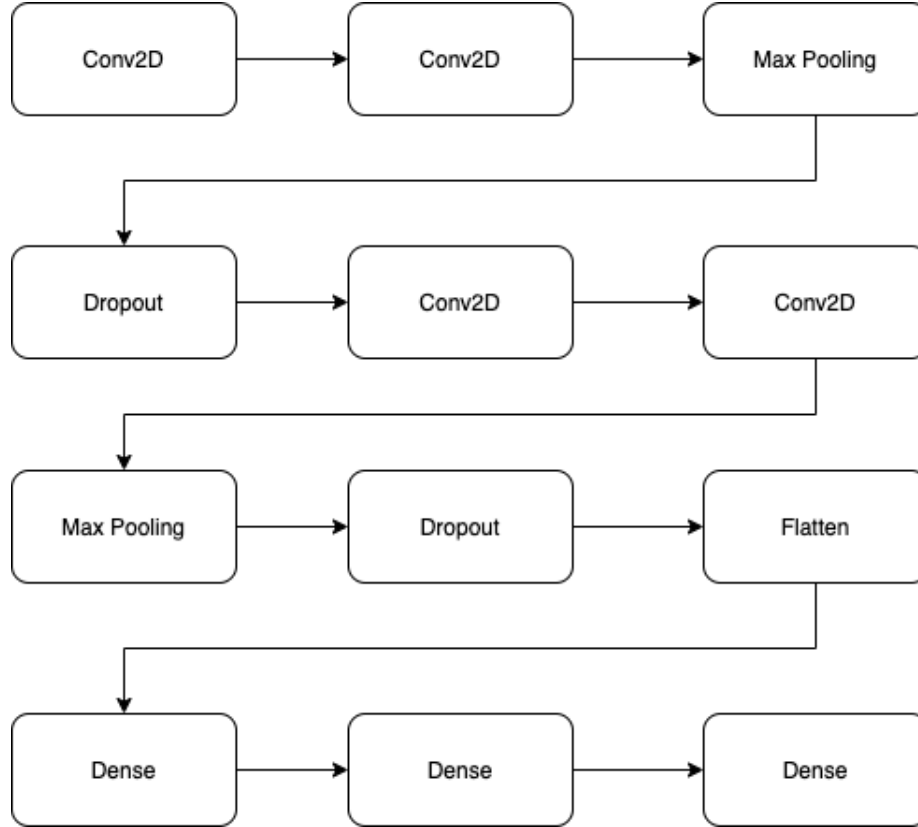 Conv2D
Conv2D
Max Pooling
Dropout
Conv2D
Conv2D
Max Pooling
Dropout
Flatten
Dense
Dense
Dense